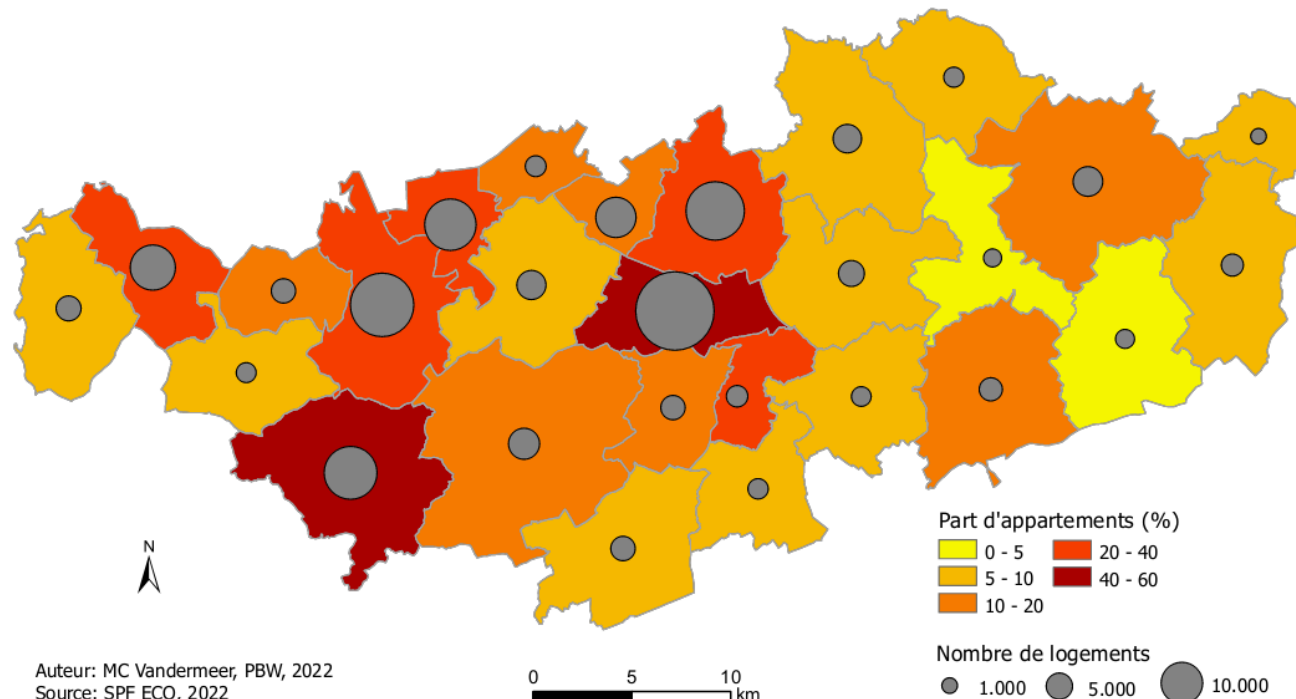 N
Part d'appartements (%)
0 - 5
20 - 40
5 - 10
40 - 60
10 - 20
Nombre de logements
1.000
5.000
10.000
Auteur: MC Vandermeer, PBW, 2022
Source: SPF ECO, 2022
0
5
10
km